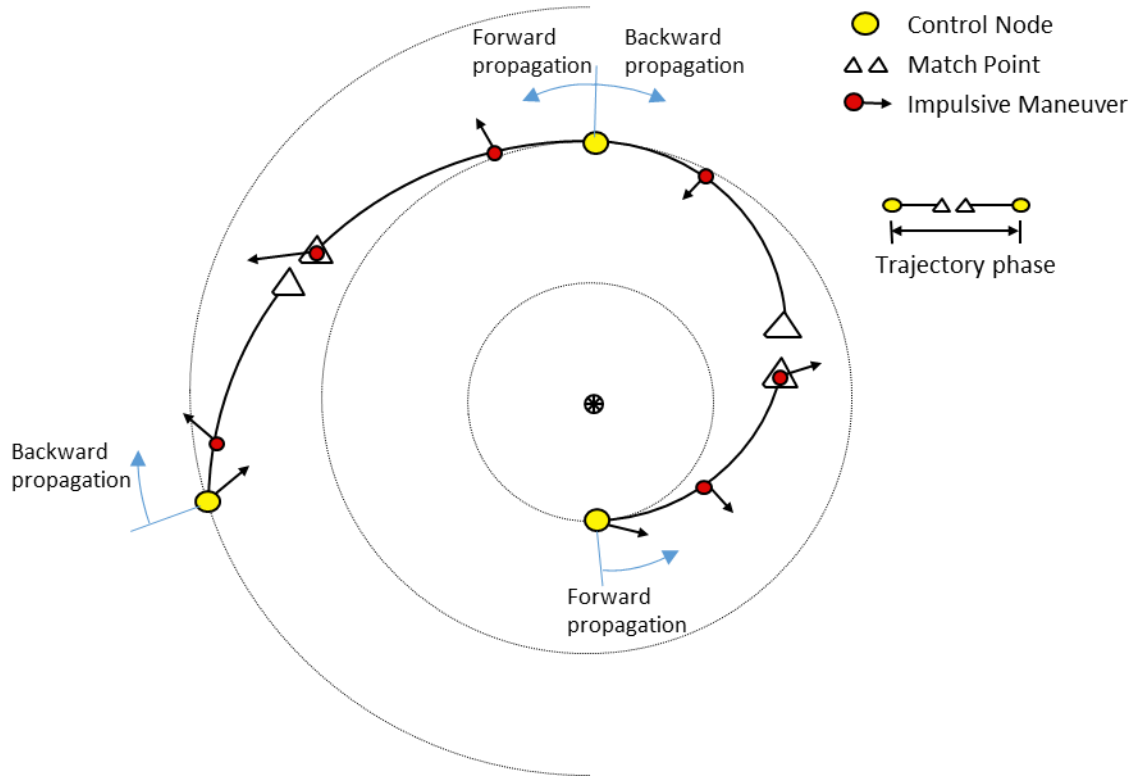 Forward
propagation
Backward
propagation
Control Node
Match Point
Impulsive Maneuver
Trajectory phase
Backward
propagation
Forward
propagation